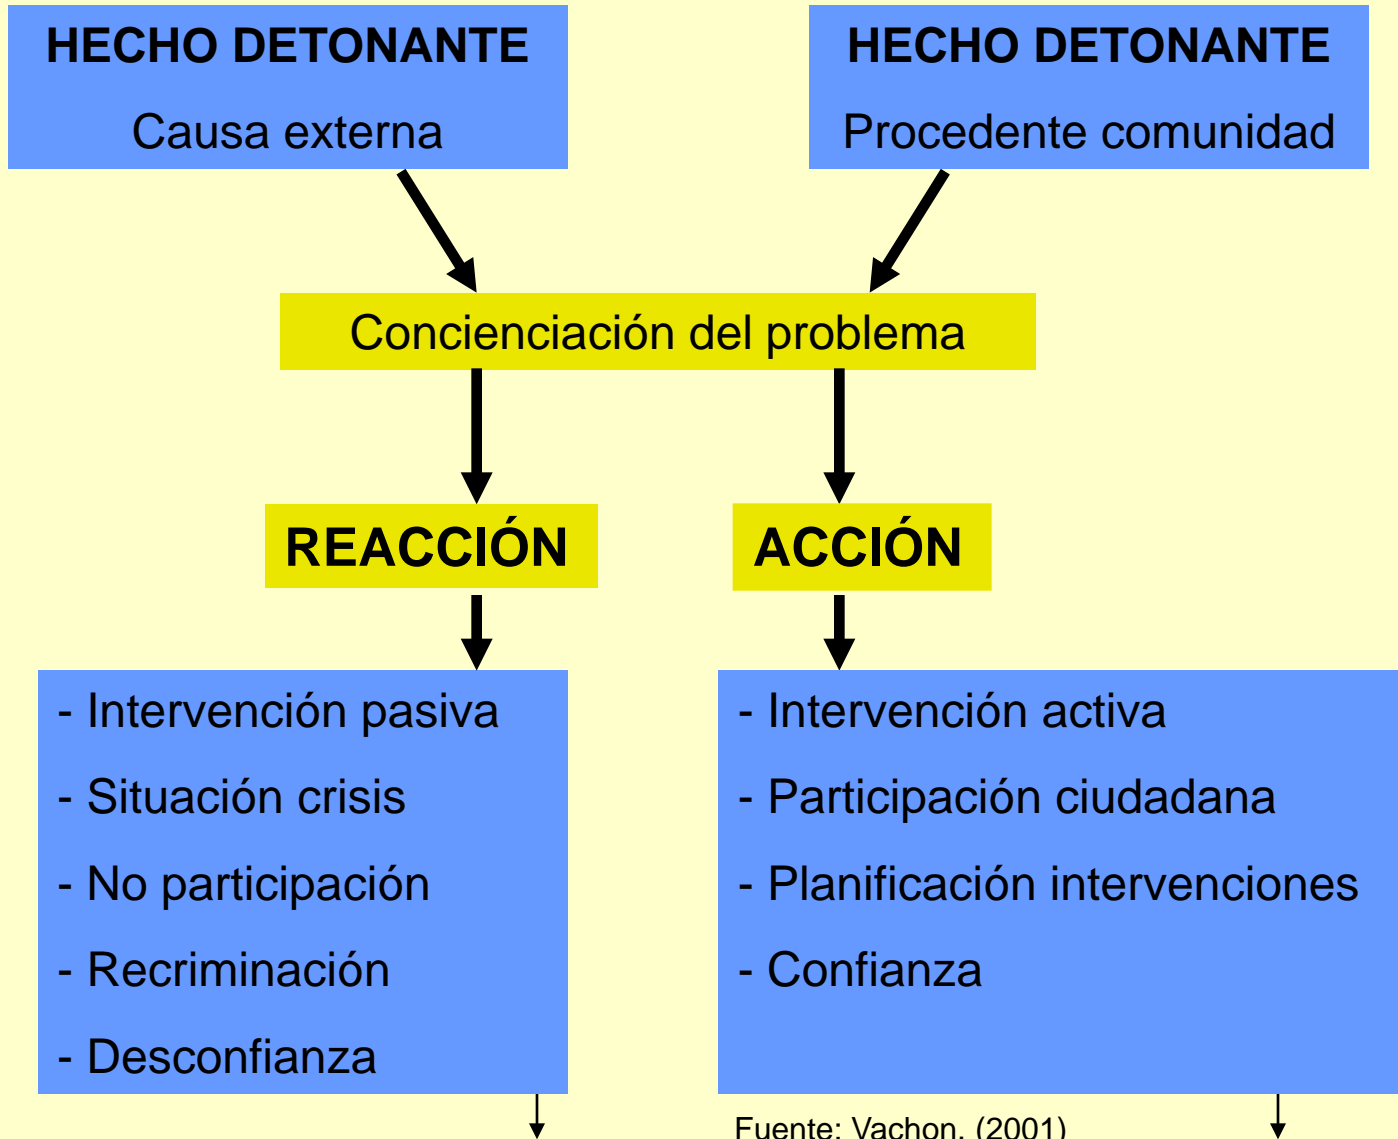 HECHO DETONANTE
Causa externa
HECHO DETONANTE
Procedente comunidad
Concienciación del problema
REACCIÓN
ACCIÓN
- Intervención pasiva
- Situación crisis
- No participación
- Recriminación
- Desconfianza
- Intervención activa
- Participación ciudadana
- Planificación intervenciones
- Confianza
Fuente: Vachon. (2001)